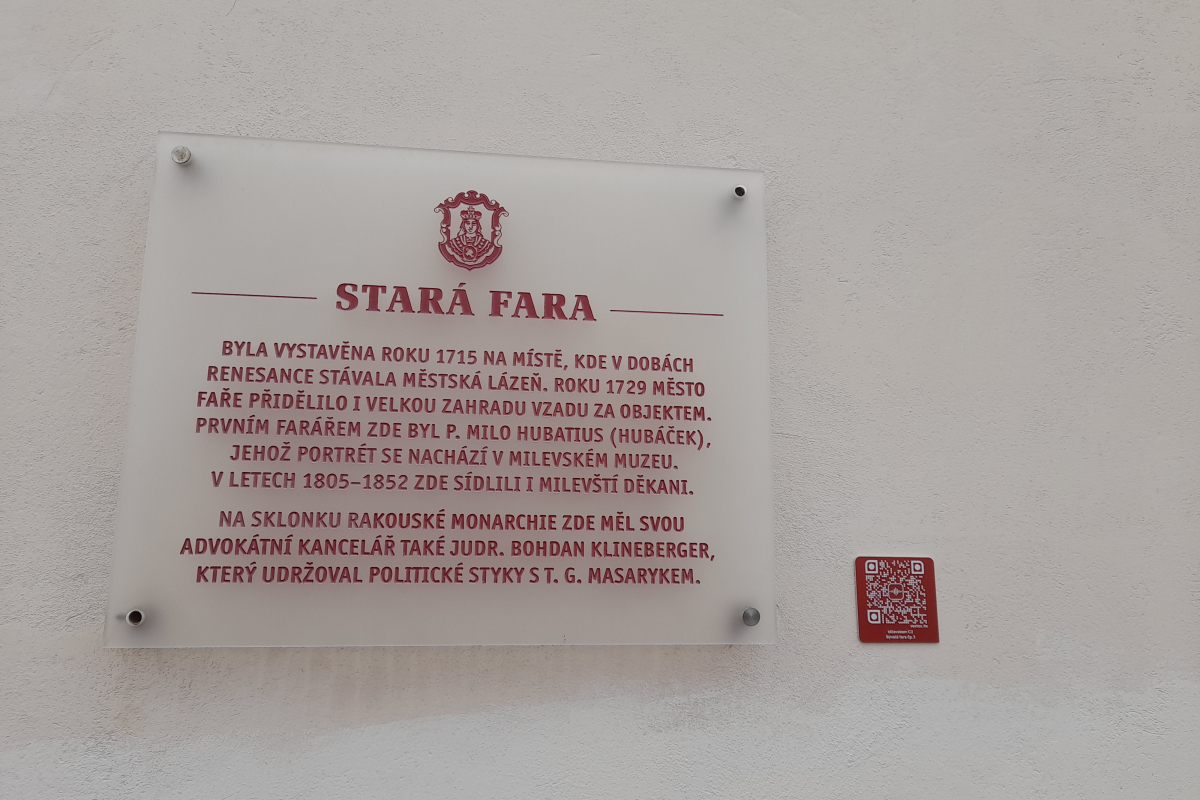 STARÁ FARA
BYLA VYSTAVĚNA ROKU 1715 NA MÍSTĚ, KDE V DOBÁCH
RENESANCE STÁVALA MĚSTSKÁ LÁZEŇ. ROKU 1729 MĚSTO
FAŘE PŘIDĚLILO I VELKOU ZAHRADU VZADU ZA OBJEKTEM.
PRVNÍM FARÁŘEM ZDE BYL P. MILO HUBATIUS (HUBÁČEK),
JEHOŽ PORTRÉT SE NACHÁZÍ V MILEVSKÉM MUZEU.
V LETECH 1805–1852 ZDE SÍDLILI I MILEVŠTÍ DĚKANI.
NA SKLONKU RAKOUSKÉ MONARCHIE ZDE MĚL SVOU
ADVOKÁTNÍ KANCELÁŘ TAKÉ JUDR. BOHDAN KLINEBERGER,
KTERÝ UDRŽOVAL POLITICKÉ STYKY S T. G. MASARYKEM.